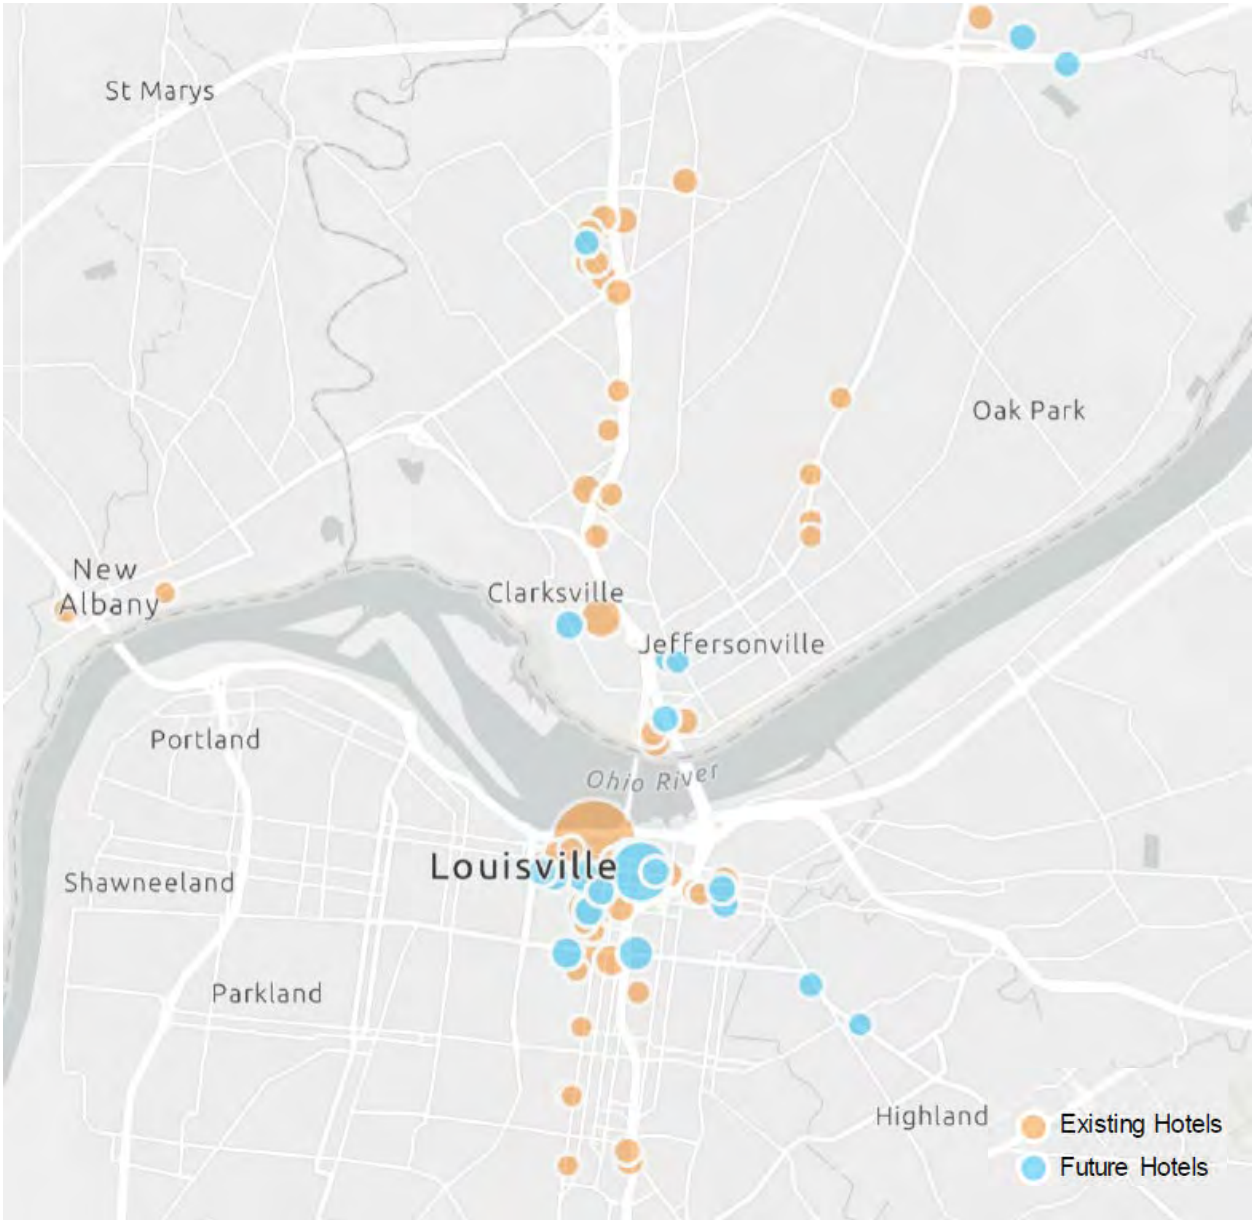 St Marys
Oak Park
New
Albany
Clarksville
Jeffersonville
Portland
Ohio River
Louisville
Shawneeland
Parkland
Highland
Existing Hotels
Future Hotels